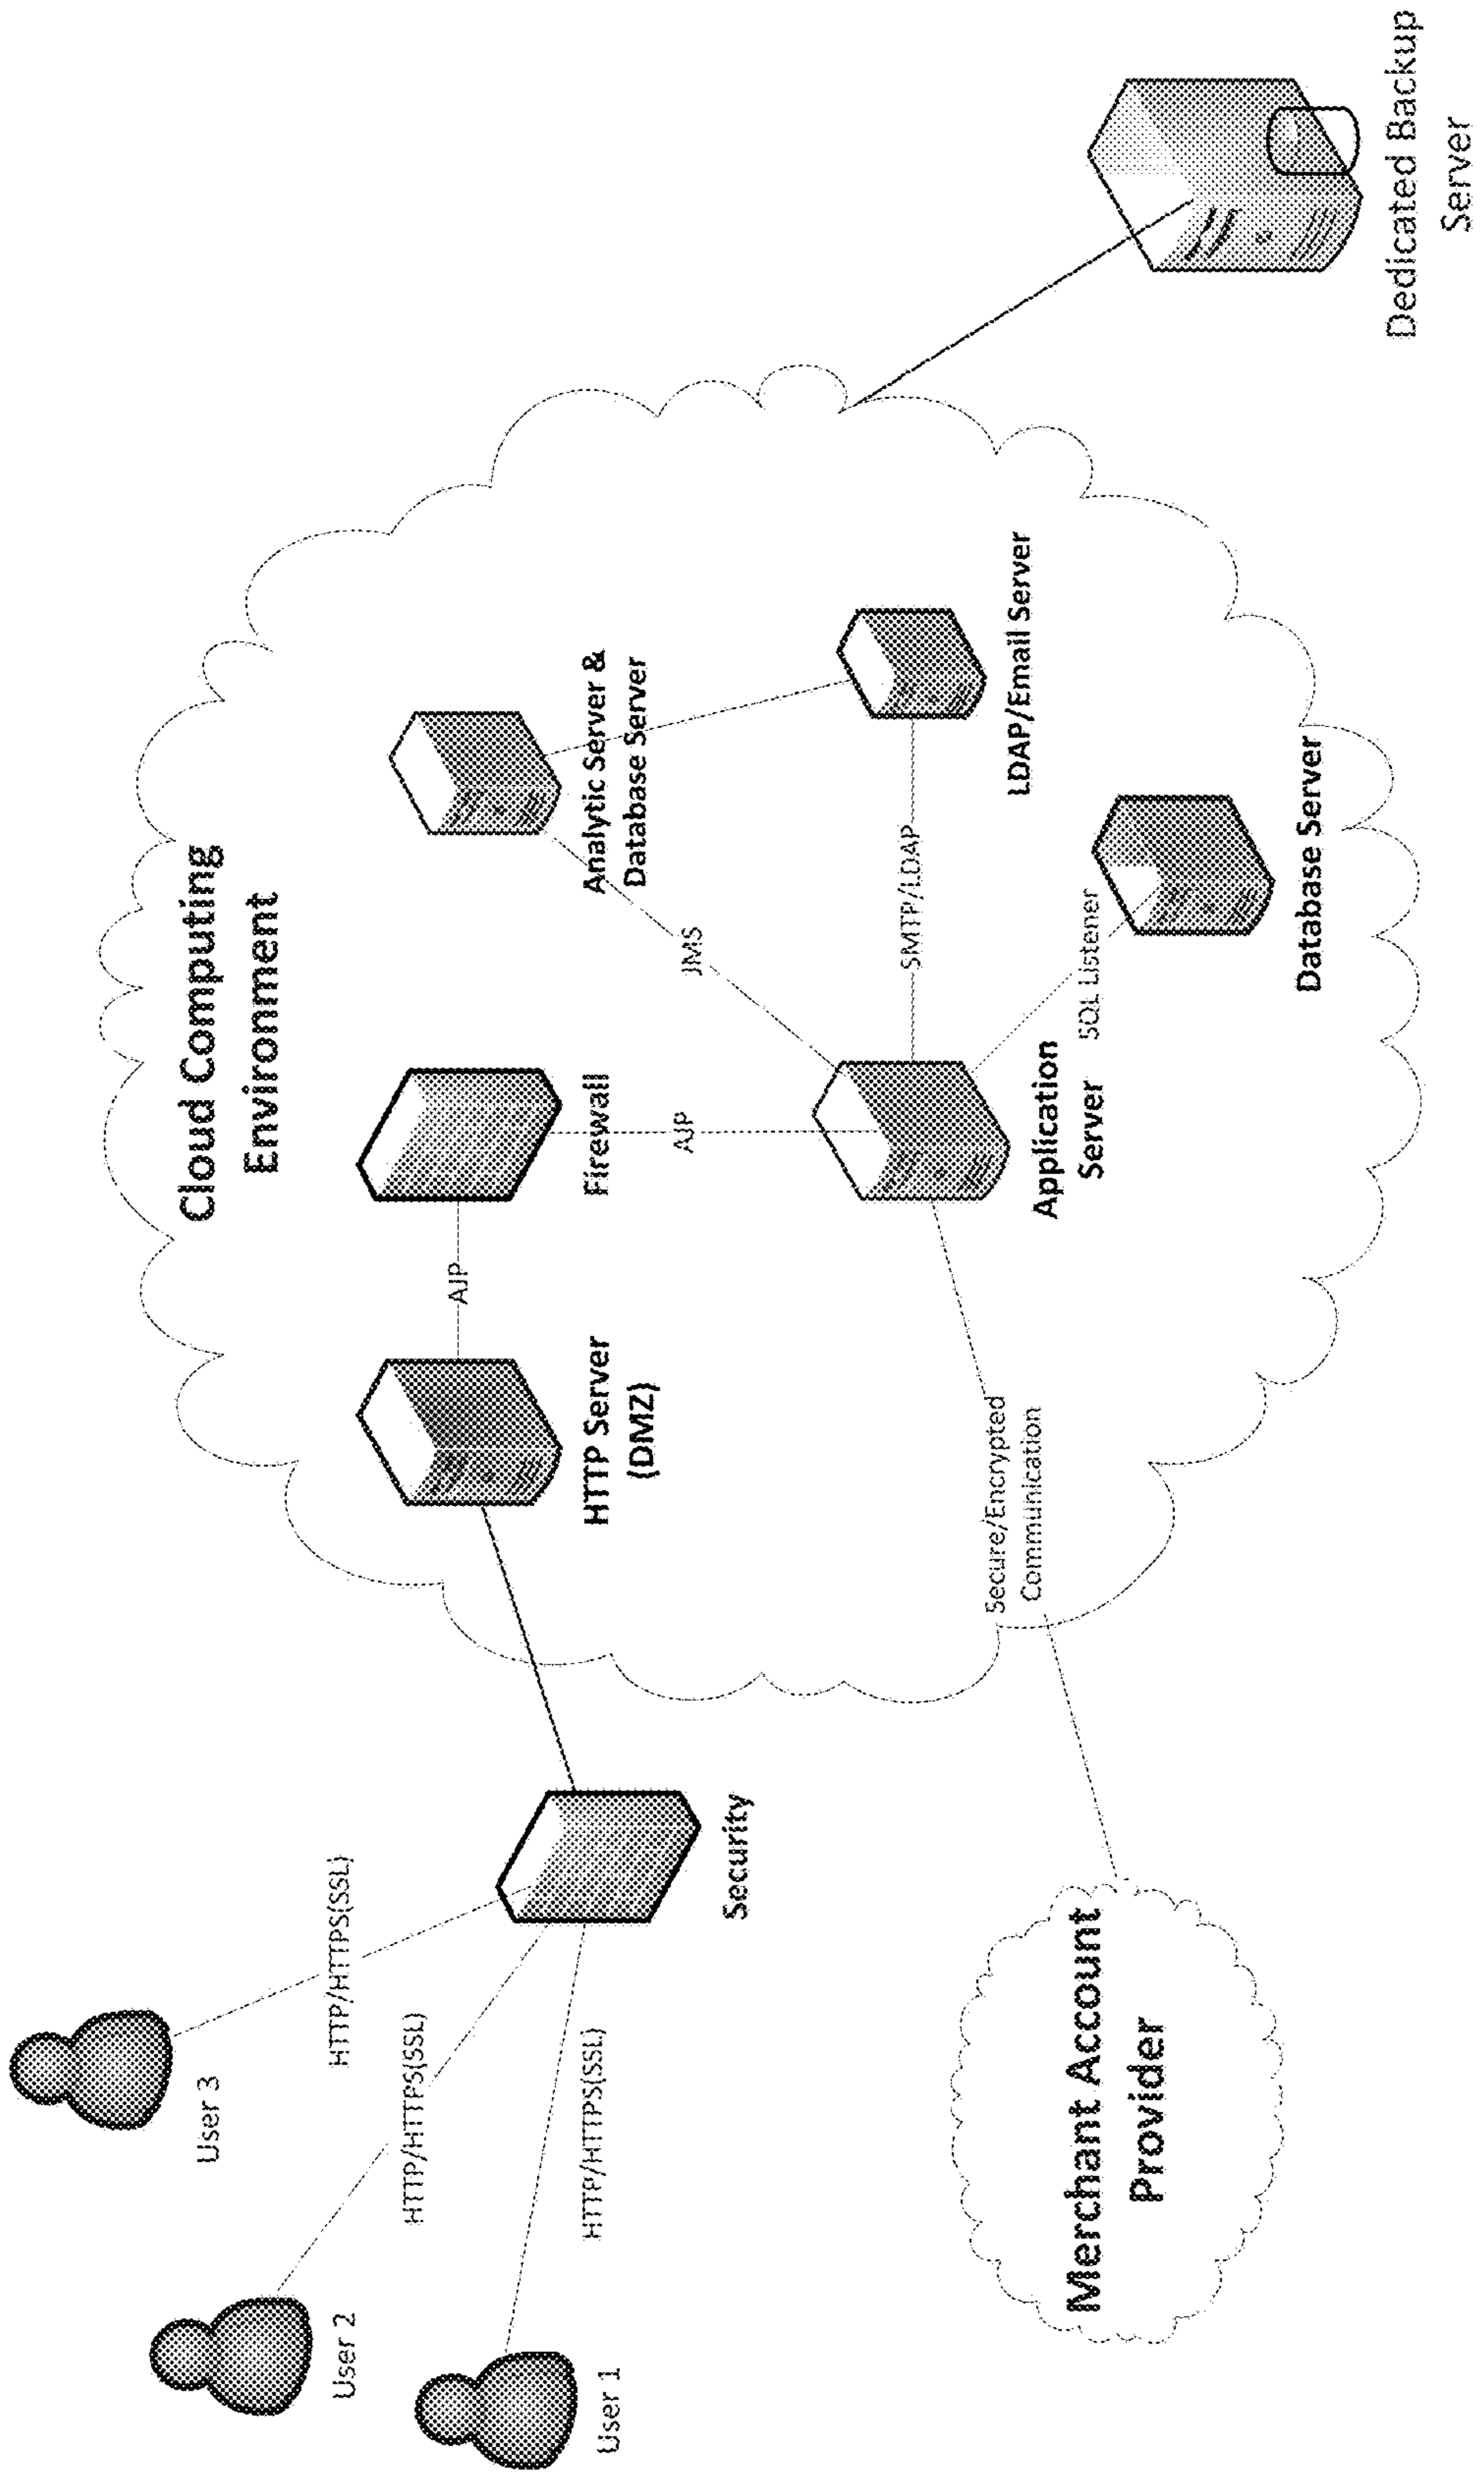 User 3
HTTP/HTTPS(SSL)
User 2
HTTP/HTTPS(SSL)
User 1
HTTP/HTTPS(SSL)
Security
Cloud Computing
Environment
HTTP Server
(DMZ)
AJP
Firewall
AJP
JMS
Analytic Server &
Database Server
SMTP/LDAP
LDAP/Email Server
Application
Server
SQL Listener
Database Server
Secure/Encrypted
Communication
Merchant Account
Provider
Dedicated Backup
Server